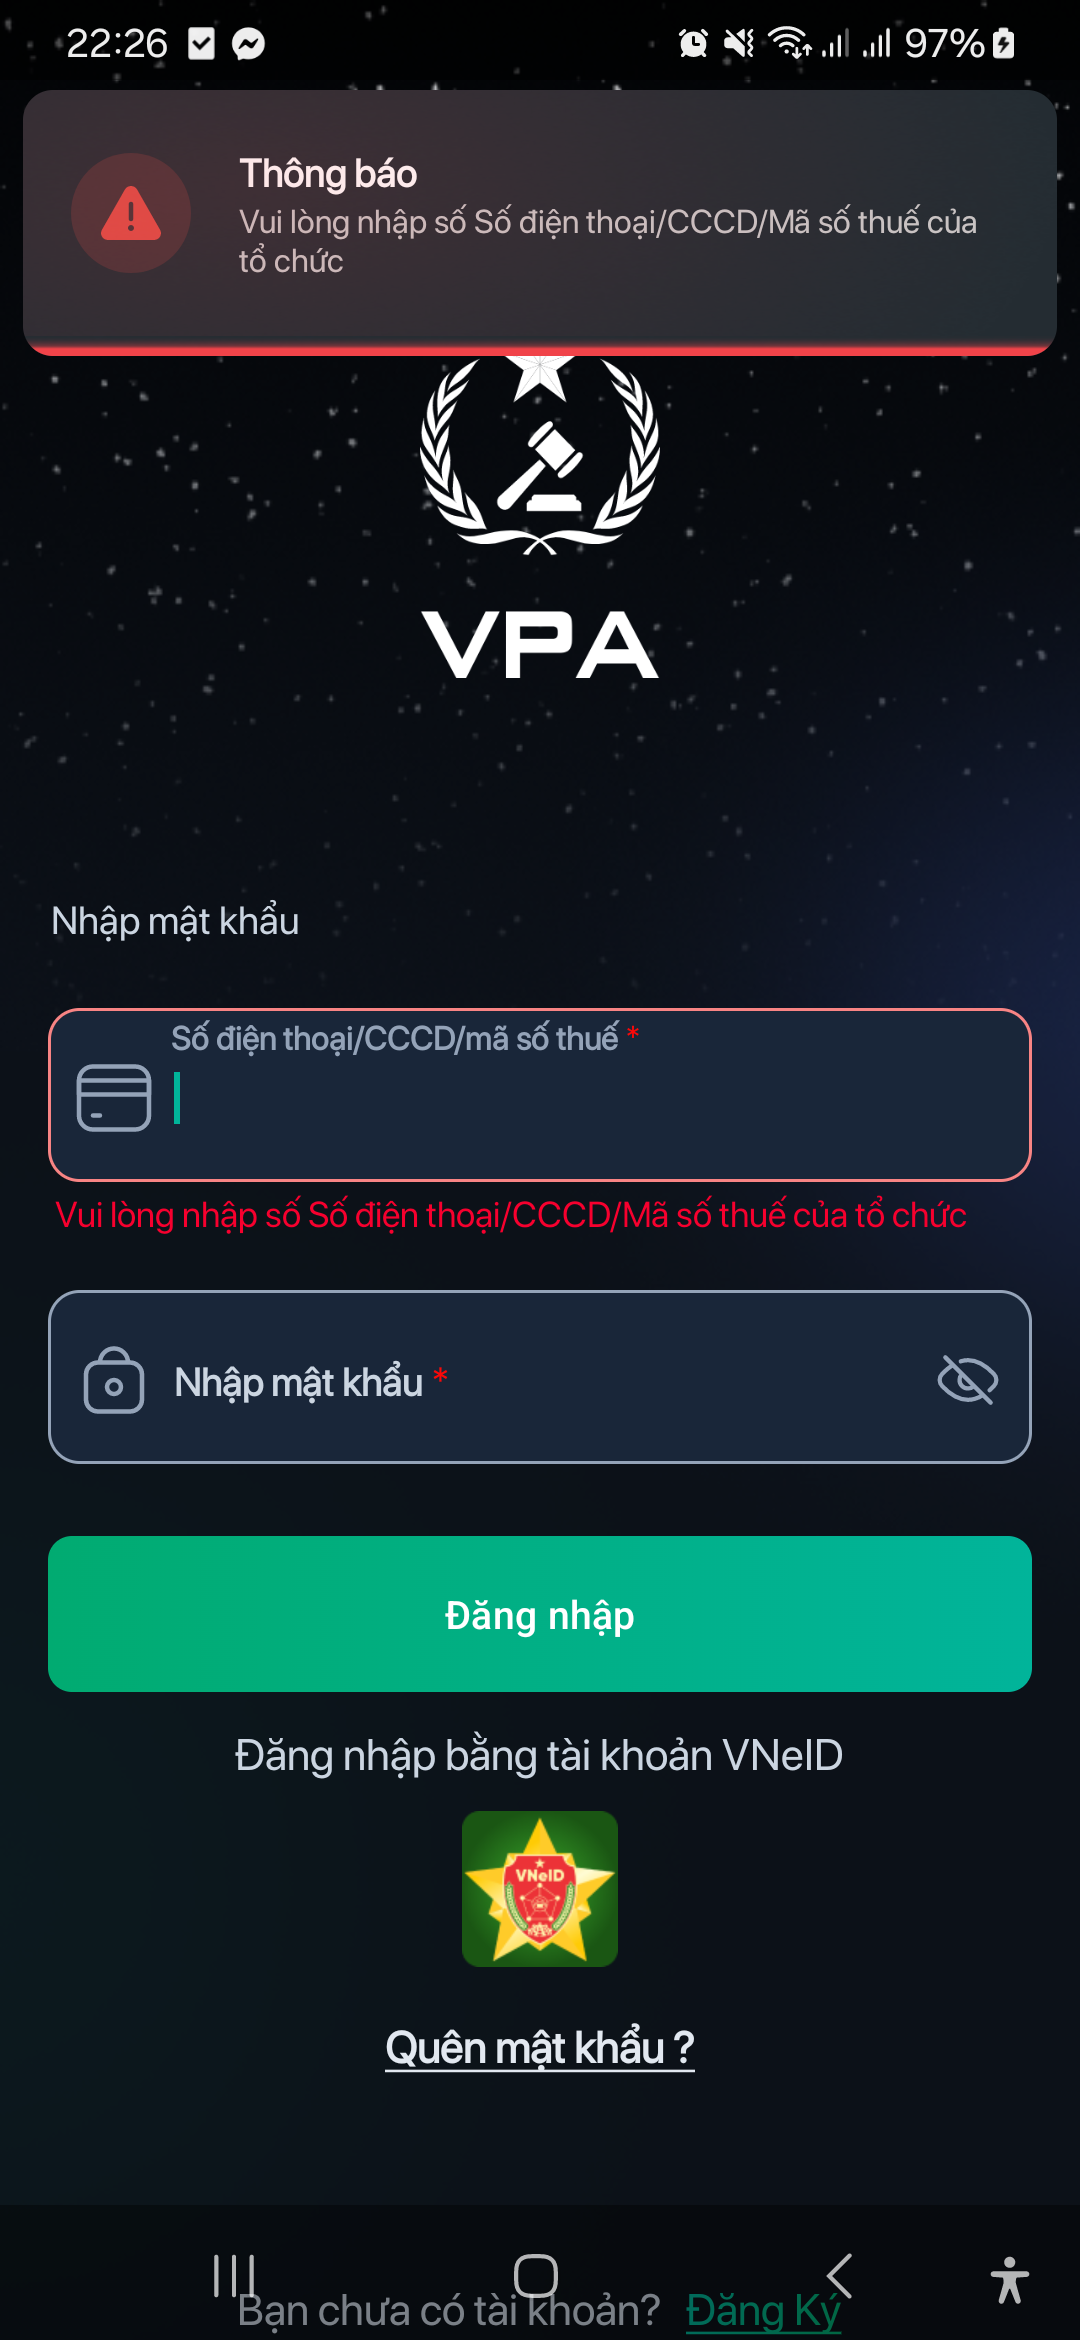 22:26
97%
Thông báo
Vui lòng nhập số Số điện thoại/CCCD/Mã số thuế của
tổ chức
VPA
Nhập mật khẩu
Số điện thoại/CCCD/mã số thuế *
Vui lòng nhập số Số điện thoại/CCCD/Mã số thuế của tổ chức
Nhập mật khẩu *
Đăng nhập
Đăng nhập bằng tài khoản VNeID
VNeID
Quên mật khẩu ?
Bạn chưa có tài khoản? Đăng Ký